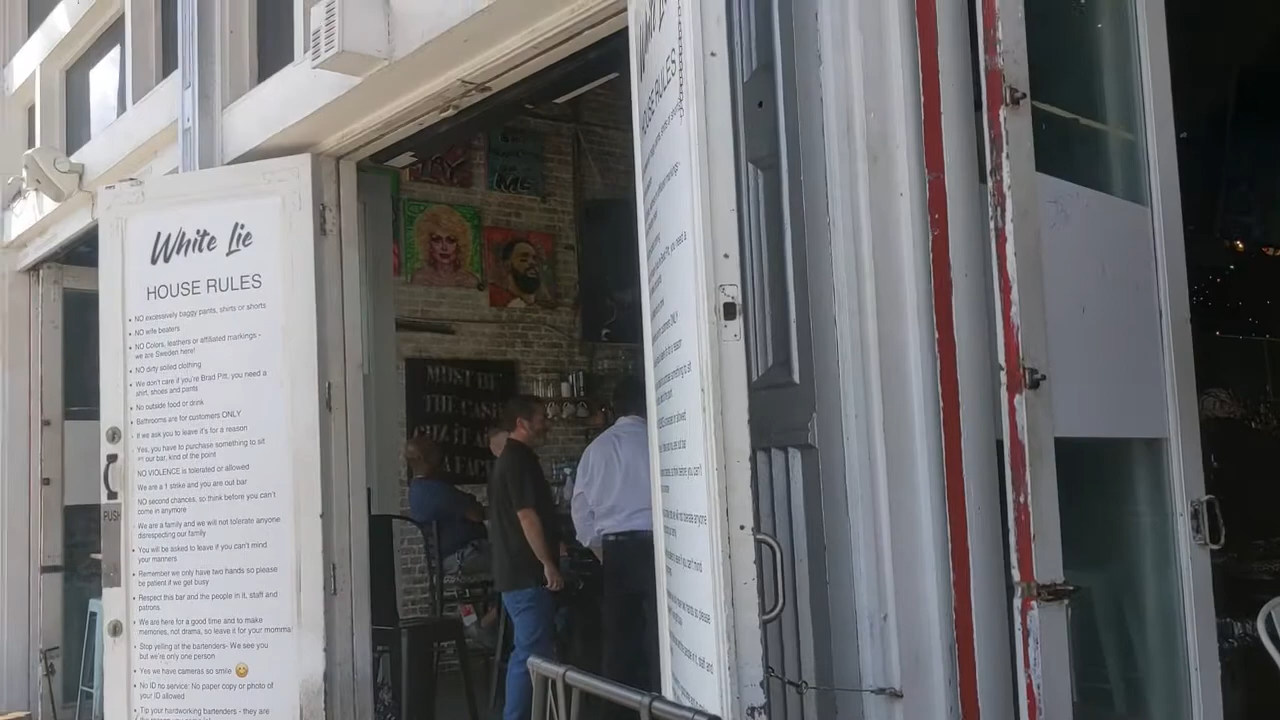 White Lie
HOUSE RULES
NO excessively baggy pants, shirts or shorts
NO wife beaters
NO Colors, leathers or affiliated markings -
we are Sweden here!
NO dirty soiled clothing
We don't care if you're Brad Pitt, you need a
shirt, shoes and pants
No outside food or drink
Bathrooms are for customers ONLY
If we ask you to leave it's for a reason
Yes, you have to purchase something to sit
at our bar, kind of the point
NO VIOLENCE is tolerated or allowed
We are a 1 strike and you are out bar
NO second chances, so think before you can't
come in anymore
We are a family and we will not tolerate anyone
disrespecting our family
You will be asked to leave if you can't mind
your manners
Remember we only have two hands so please
be patient if we get busy
Respect this bar and the people in it, staff and
patrons.
We are here for a good time and to make
memories, not drama, so leave it for your momma!
Stop yelling at the bartenders- We see you
but we're only one person
Yes we have cameras so smile 😊
No ID no service: No paper copy or photo of
your ID allowed
Tip your hardworking bartenders - they are
PUSH
MUST BE
THE CASH
ME
White Lie
HOUSE RULES